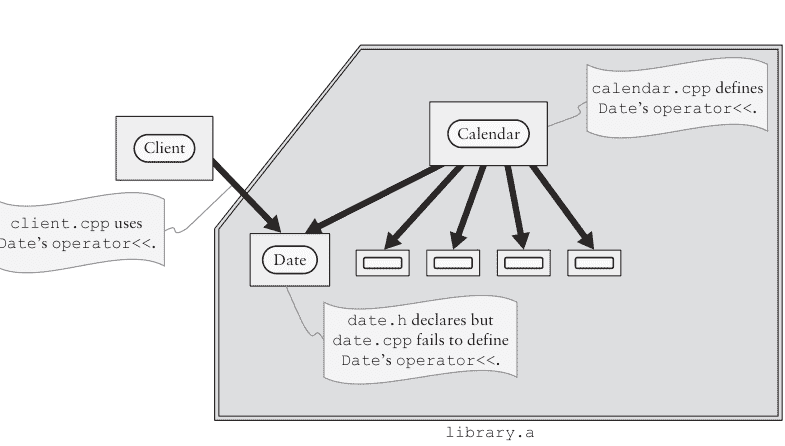 calendar.cpp defines
Date's operator<<.
Calendar
Client
client.cpp uses
Date's operator<<.
Date
date.h declares but
date.cpp fails to define
Date's operator<<.
library.a